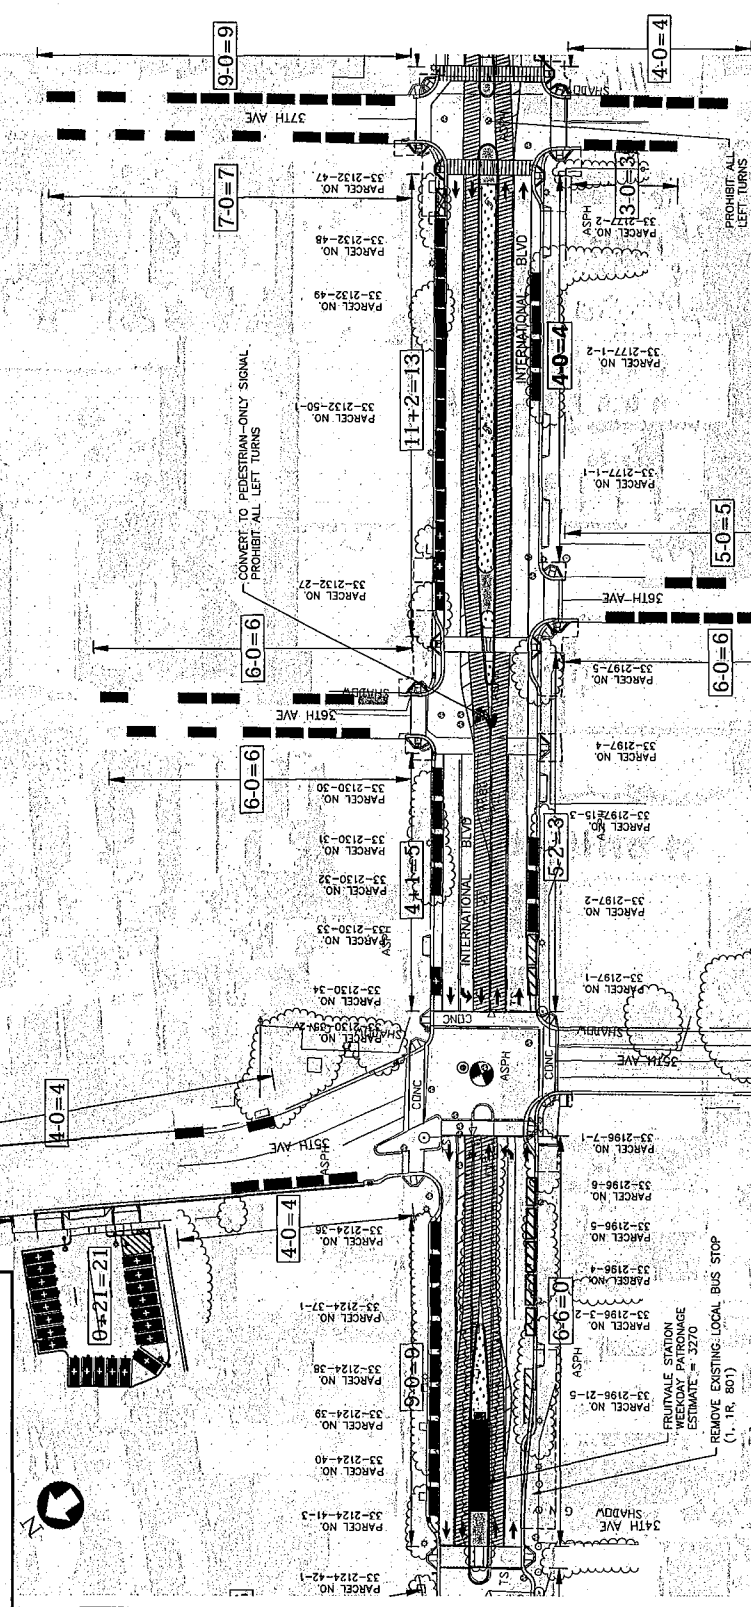 9-0=9
4-0=4
SHADOW
37TH AVE
PROHIBIT ALL
LEFT TURNS
7-0=7
3-0=3
PARCEL NO.
33-2132-47
PARCEL NO.
33-2132-48
PARCEL NO.
33-2132-49
PARCEL NO.
33-2132-50-1
PARCEL NO.
33-2132-27
ASPH
PARCEL NO.
33-2177-2
PARCEL NO.
33-2177-1-2
PARCEL NO.
33-2177-1-1
INTERNATIONAL BLVD
11+2=13
4-0=4
CONVERT TO PEDESTRIAN-ONLY SIGNAL
PROHIBIT ALL LEFT TURNS
5-0=5
36TH AVE
6-0=6
6-0=6
SHADOW
36TH AVE
6-0=6
PARCEL NO.
33-2197-5
PARCEL NO.
33-2197-4
PARCEL NO.
33-2197-2
PARCEL NO.
33-2197-1
PARCEL NO.
33-2130-30
PARCEL NO.
33-2130-31
PARCEL NO.
33-2130-32
PARCEL NO.
33-2130-33
PARCEL NO.
33-2130-34
ASPH
4+1=5
INTERNATIONAL BLVD
5-2=3
TS
CONC
SHADOW
SHADOW
35TH AVE
4-0=4
CONC
ASPH
CONC
35TH AVE
ASPH
4-0=4
0+21=21
PARCEL NO.
33-2124-36
PARCEL NO.
33-2124-37-1
PARCEL NO.
33-2124-38
PARCEL NO.
33-2124-39
PARCEL NO.
33-2124-40
PARCEL NO.
33-2124-41-3
PARCEL NO.
33-2124-42-1
9-0=9
PARCEL NO.
33-2196-7-1
PARCEL NO.
33-2196-6
PARCEL NO.
33-2196-5
PARCEL NO.
33-2196-4
PARCEL NO.
33-2196-3-2
PARCEL NO.
33-2196-21-5
6-6=0
ASPH
FRUITVALE STATION
WEEKDAY PATRONAGE
ESTIMATE = 3270
REMOVE EXISTING LOCAL BUS STOP
(1, 1R, 801)
SHADOW
34TH AVE
TS
N